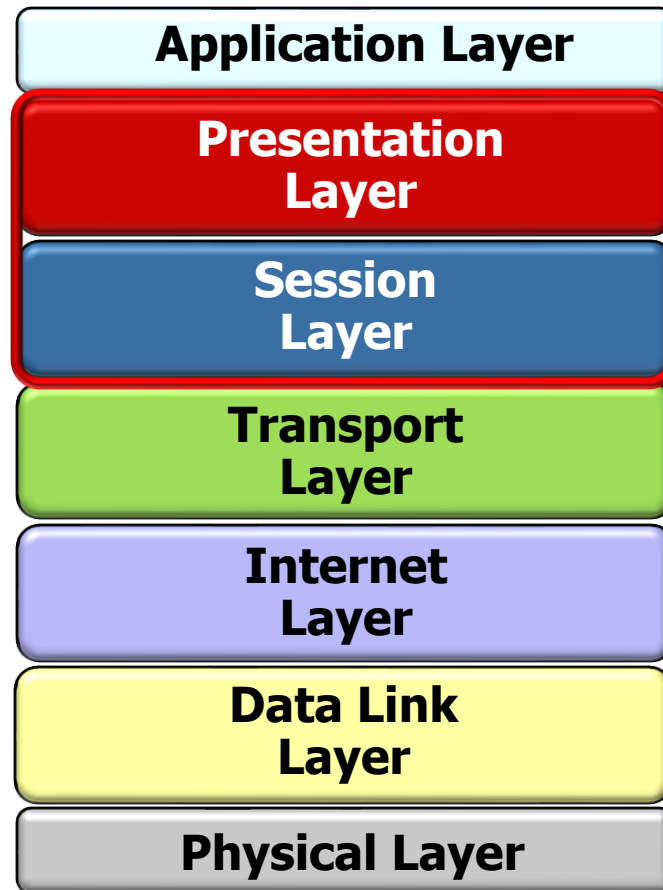 Application Layer
Presentation
Layer
Session
Layer
Transport
Layer
Internet
Layer
Data Link
Layer
Physical Layer